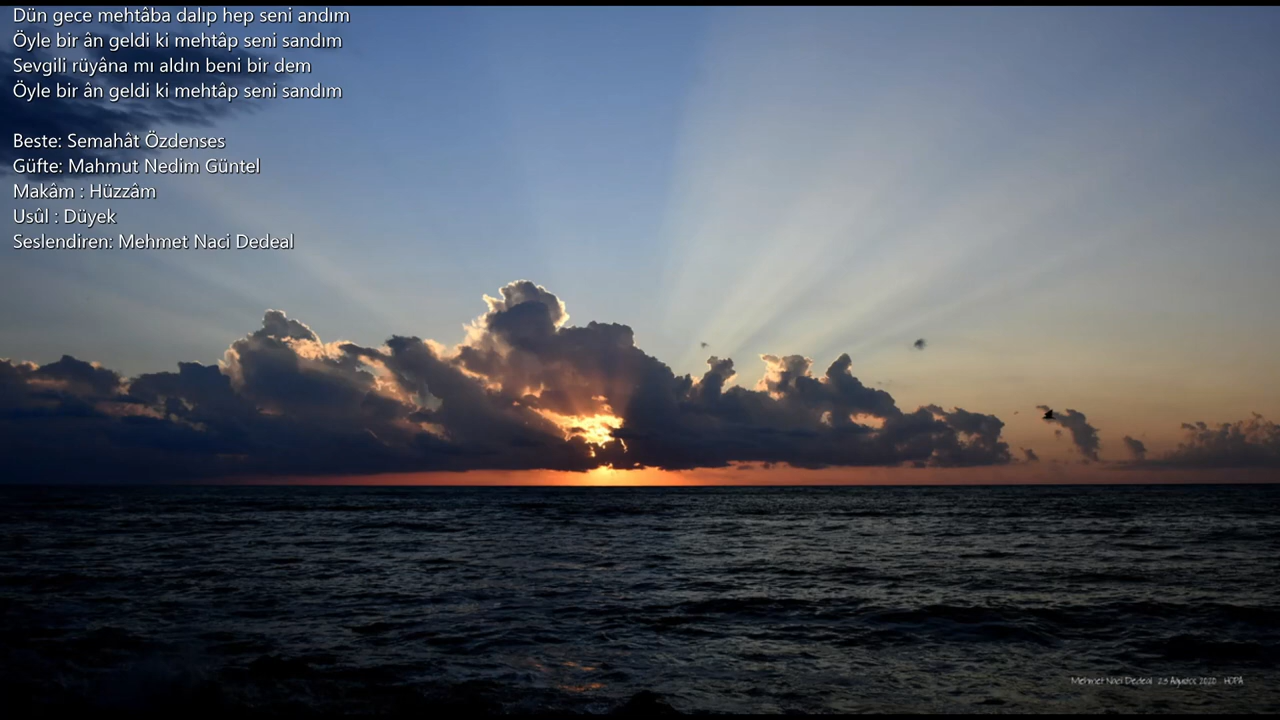 Dün gece mehtâba dalıp hep seni andım
Öyle bir ân geldi ki mehtâp seni sandım
Sevgili rüyâna mı aldın beni bir dem
Öyle bir ân geldi ki mehtâp seni sandım
Beste: Semahât Özdenses
Güfte: Mahmut Nedim Güntel
Makâm : Hüzzâm
Usûl : Düyek
Seslendiren: Mehmet Naci Dedeal
Mehmet Naci Dedeal 23 Ağustos 2020 HOPA